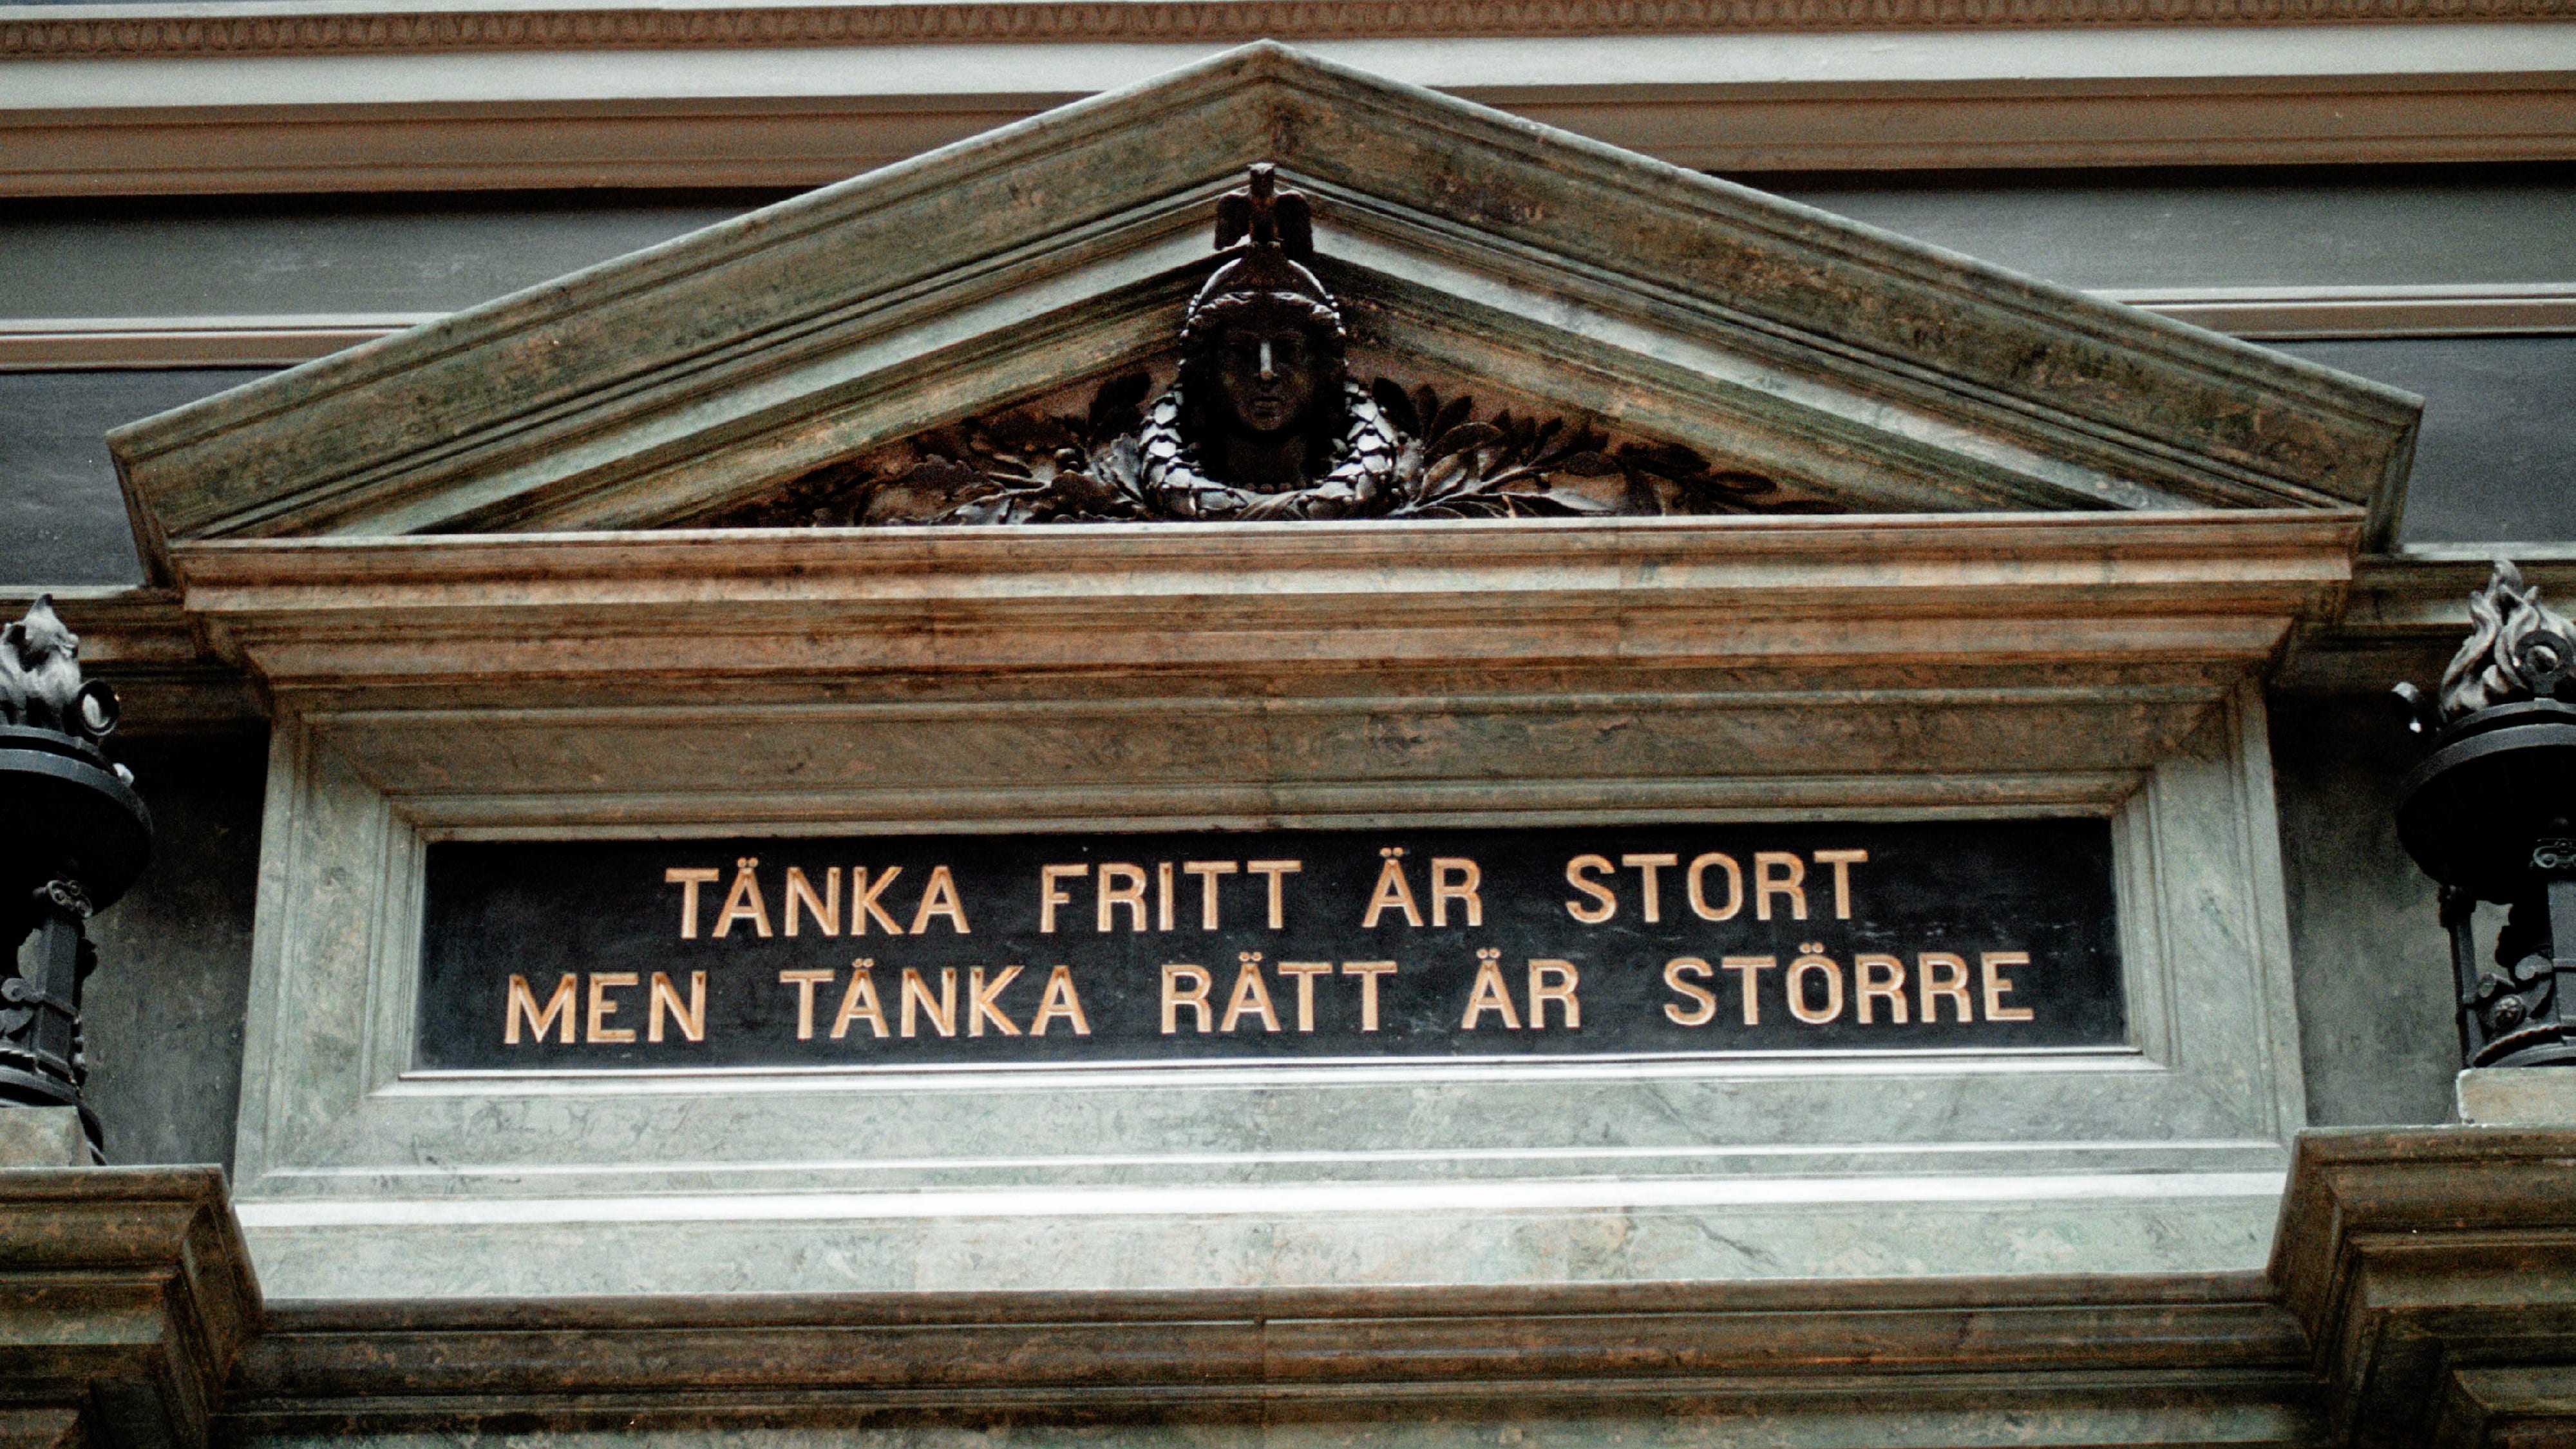 TÄNKA FRITT ÄR STORT
MEN TÄNKA RÄTT ÄR STÖRRE